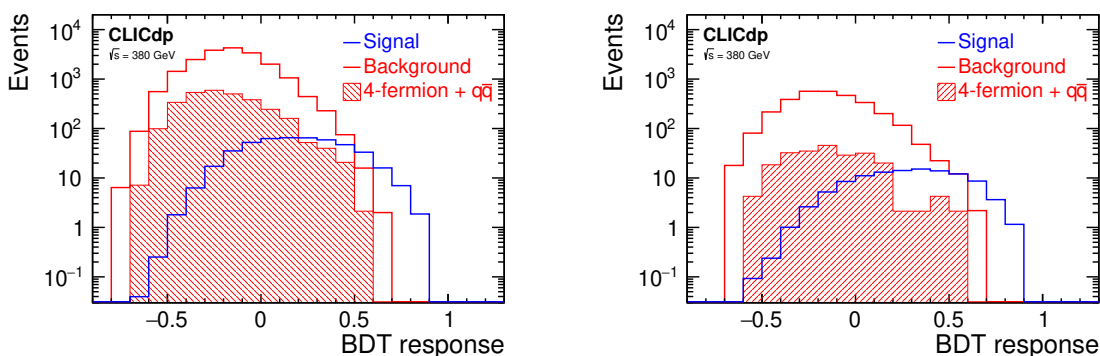 Events
10⁴
10³
10²
10
1
10⁻¹
CLICdp
√s = 380 GeV
Signal
Background
4-fermion + qq̅
−0.5
0
0.5
1
BDT response
Events
10⁴
10³
10²
10
1
10⁻¹
CLICdp
√s = 380 GeV
Signal
Background
4-fermion + qq̅
−0.5
0
0.5
1
BDT response